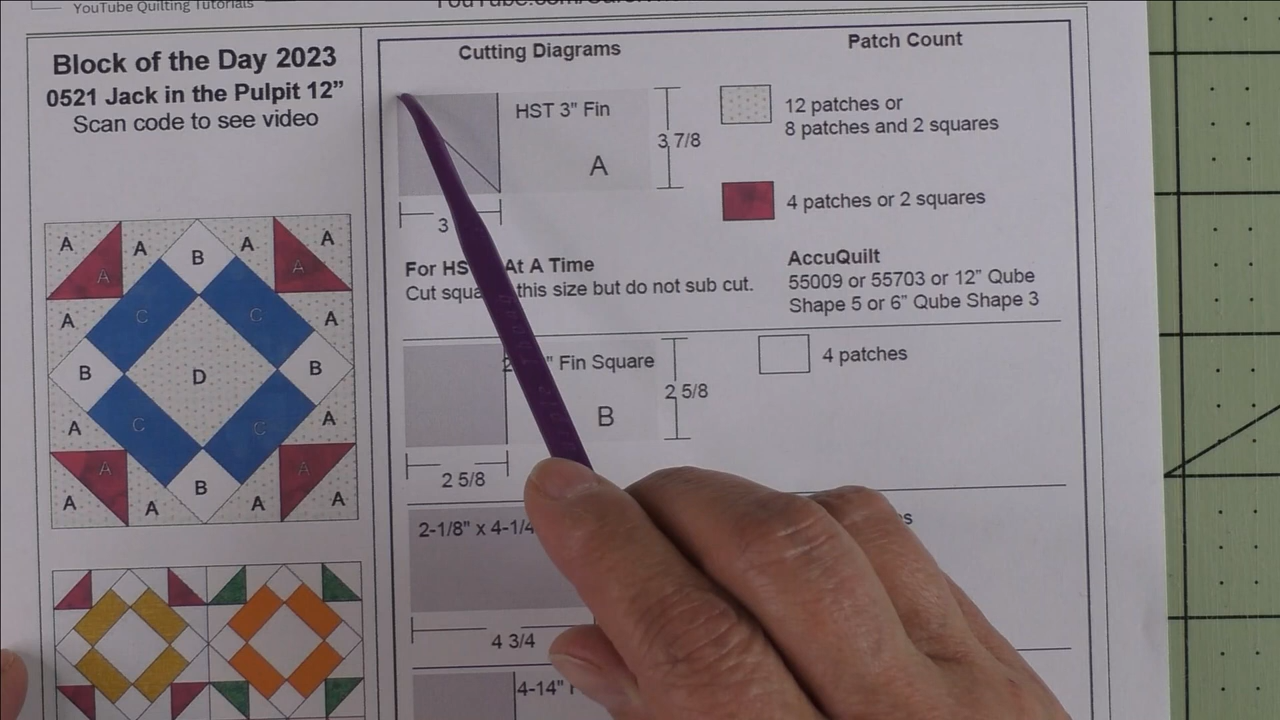 YouTube Quilting Tutorials
Block of the Day 2023
0521 Jack in the Pulpit 12”
Scan code to see video
A
A
B
A
A
A
A
C
C
A
A
B
D
B
A
C
C
A
A
A
B
A
A
A
A
Cutting Diagrams
HST 3" Fin
A
3 7/8
3
For HS
At A Time
Cut squa
this size but do not sub cut.
" Fin Square
B
2 5/8
2 5/8
2-1/8" x 4-1/4
4 3/4
4-14"
Patch Count
12 patches or
8 patches and 2 squares
4 patches or 2 squares
AccuQuilt
55009 or 55703 or 12” Qube
Shape 5 or 6” Qube Shape 3
4 patches